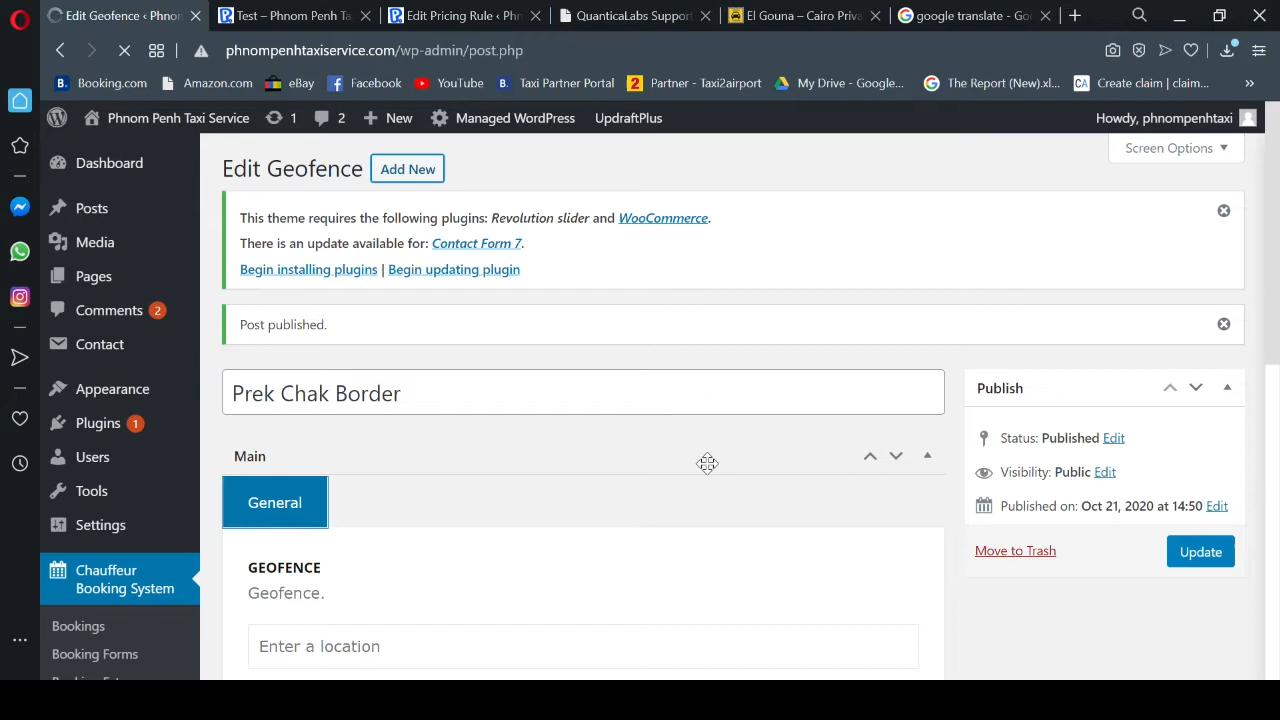 Edit Geofence ‹ Phnon
Test – Phnom Penh Ta
Edit Pricing Rule ‹ Phn
QuanticaLabs Support
El Gouna – Cairo Priva
google translate - Go
phnompenhtaxiservice.com/wp-admin/post.php
B. Booking.com
Amazon.com
eBay
Facebook
YouTube
B. Taxi Partner Portal
2 Partner - Taxi2airport
My Drive - Google...
The Report (New).xl...
CA Create claim | claim...
Phnom Penh Taxi Service
1
2
New
Managed WordPress
UpdraftPlus
Howdy, phnompenhtaxi
Screen Options
Dashboard
Posts
Media
Pages
Comments 2
Contact
Appearance
Plugins 1
Users
Tools
Settings
Chauffeur
Booking System
Bookings
Booking Forms
Edit Geofence
Add New
This theme requires the following plugins: Revolution slider and WooCommerce.
There is an update available for: Contact Form 7.
Begin installing plugins | Begin updating plugin
Post published.
Prek Chak Border
Main
General
GEOFENCE
Geofence.
Enter a location
Publish
Status: Published Edit
Visibility: Public Edit
Published on: Oct 21, 2020 at 14:50 Edit
Move to Trash
Update